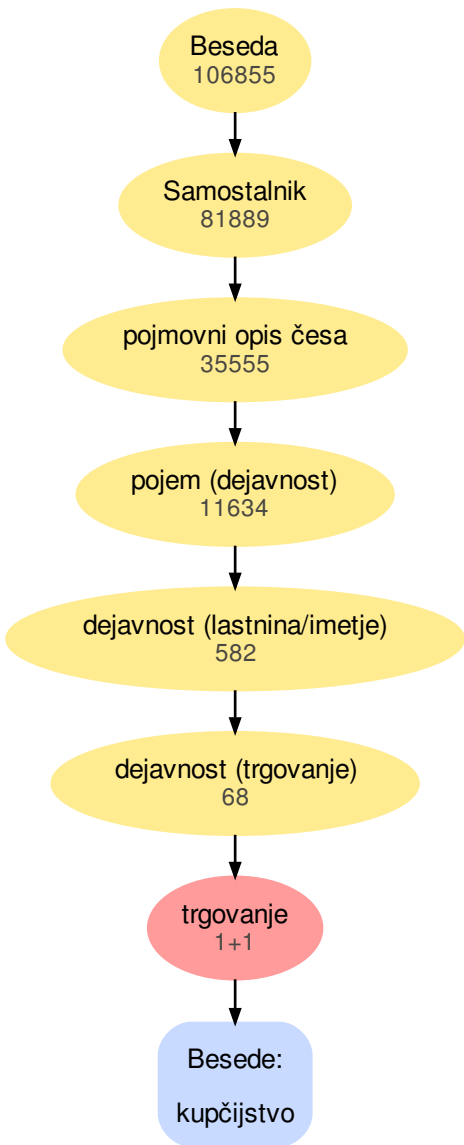 Beseda
106855
Samostalnik
81889
pojmovni opis česa
35555
pojem (dejavnost)
11634
dejavnost (lastnina/imetje)
582
dejavnost (trgovanje)
68
trgovanje
1+1
Besede:
kupčijstvo